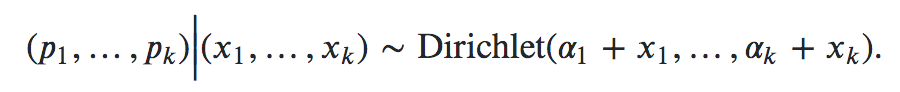 (p₁, … , pₖ)|(x₁, … , xₖ) ∼ Dirichlet(α₁ + x₁, … , αₖ + xₖ).